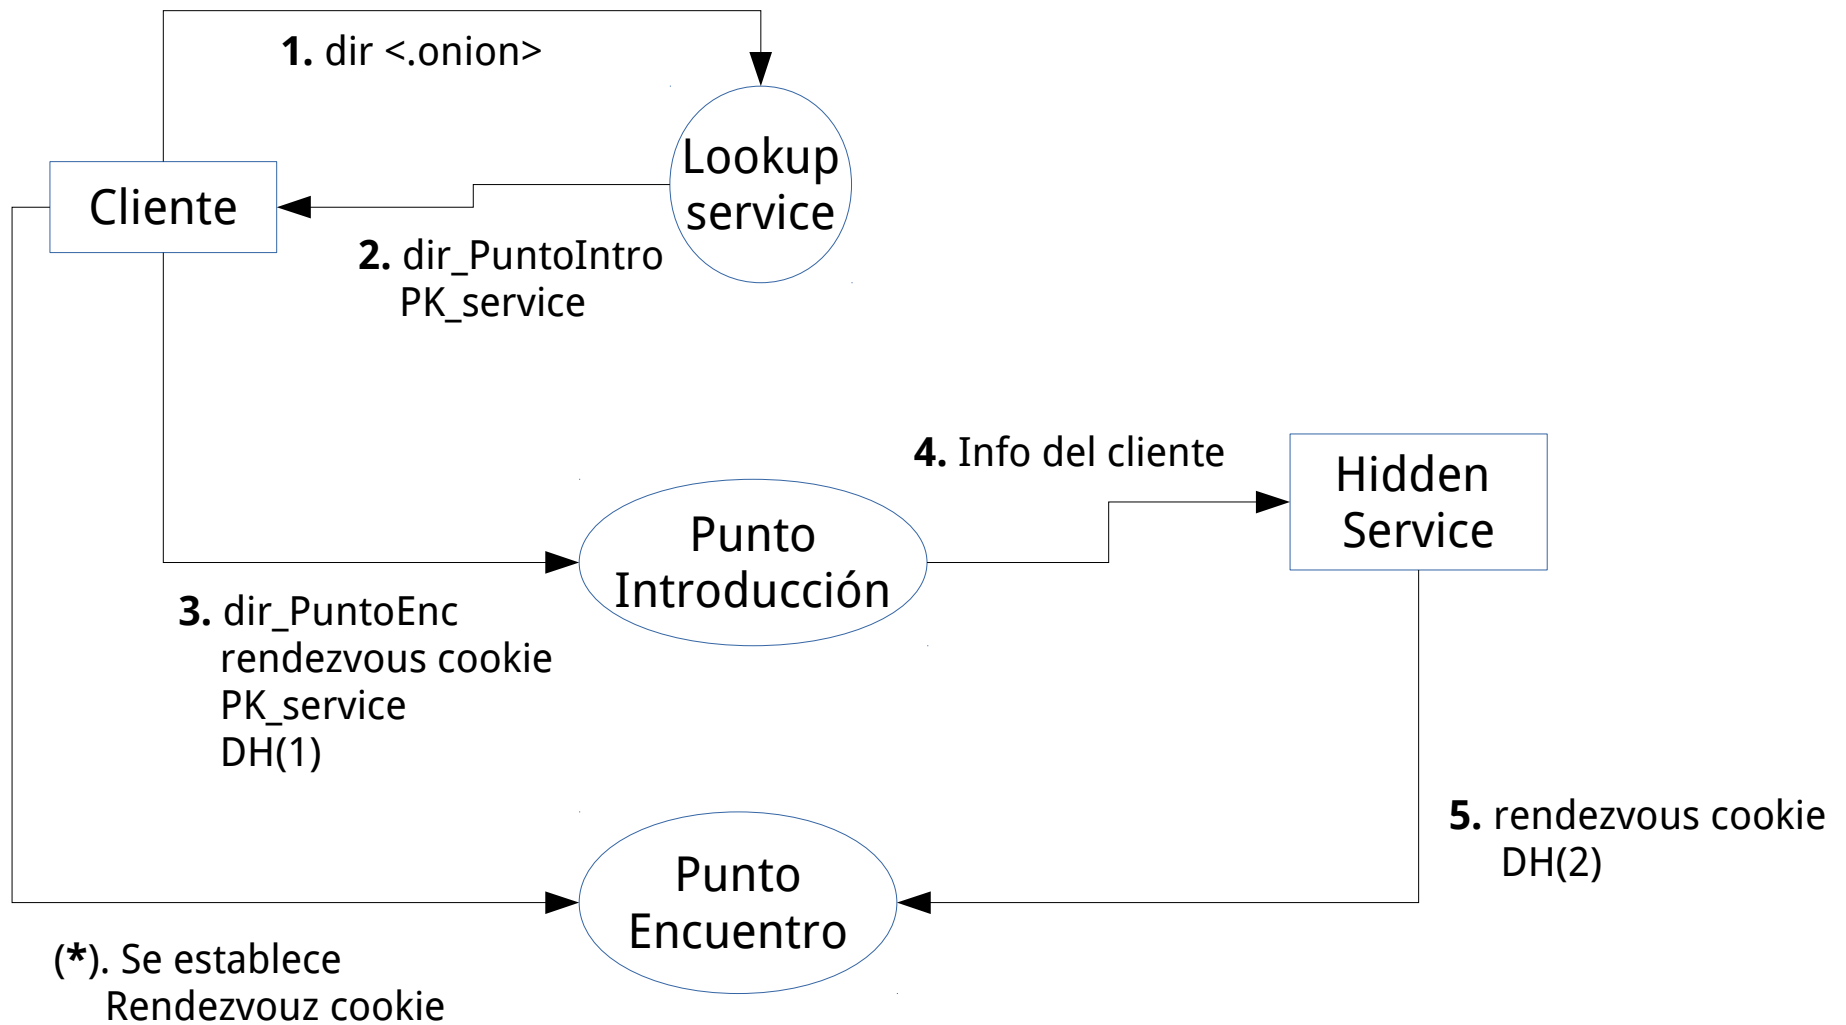 1. dir <.onion>
Lookup
service
Cliente
2. dir_PuntoIntro
PK_service
4. Info del cliente
Hidden
Service
Punto
Introducción
3. dir_PuntoEnc
rendezvous cookie
PK_service
DH(1)
5. rendezvous cookie
DH(2)
Punto
Encuentro
(*). Se establece
Rendezvouz cookie